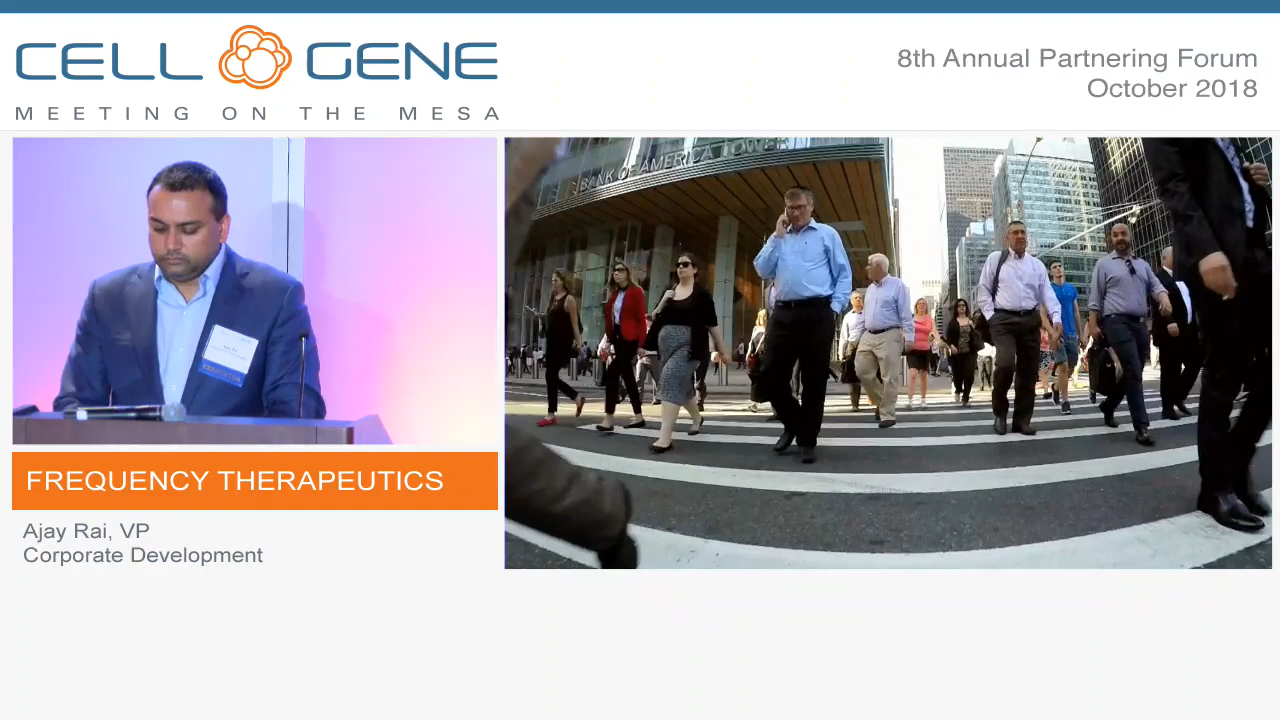 CELL GENE
MEETING ON THE MESA
8th Annual Partnering Forum
October 2018
BANK OF AMERICA TOWER
FREQUENCY THERAPEUTICS
Ajay Rai, VP
Corporate Development